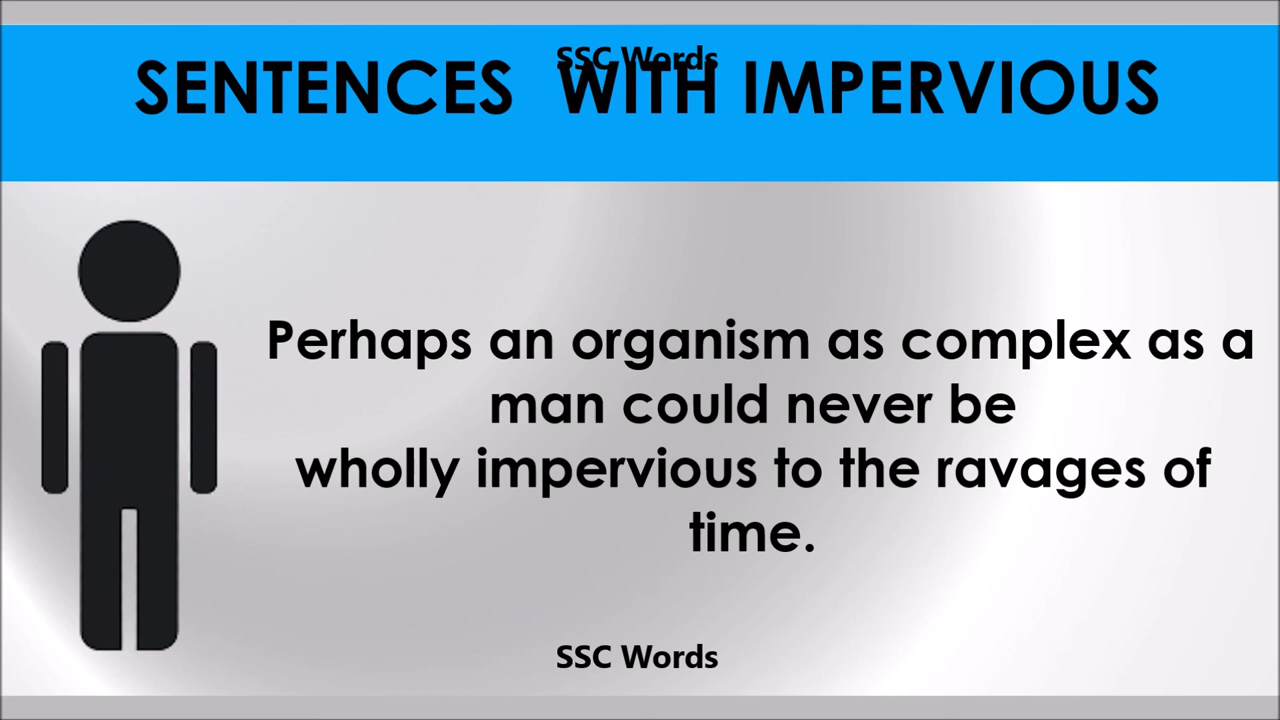 SSC Words
SENTENCES WITH IMPERVIOUS
Perhaps an organism as complex as a
man could never be
wholly impervious to the ravages of
time.
SSC Words